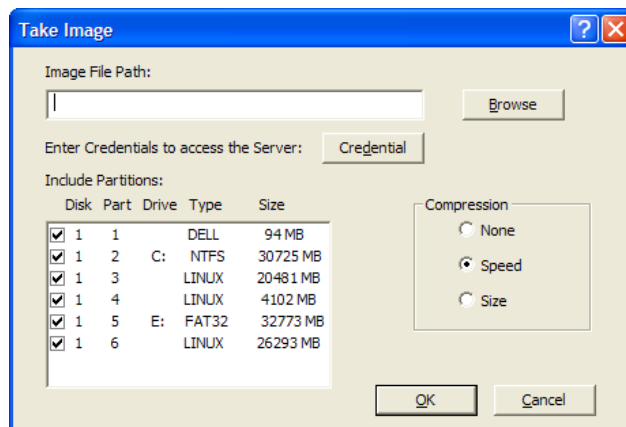 Take Image
Image File Path:
Browse
Enter Credentials to access the Server: Credential
Include Partitions:
Disk Part Drive Type Size
1 1 DELL 94 MB
1 2 C: NTFS 30725 MB
1 3 LINUX 20481 MB
1 4 LINUX 4102 MB
1 5 E: FAT32 32773 MB
1 6 LINUX 26293 MB
Compression
None
Speed
Size
OK Cancel